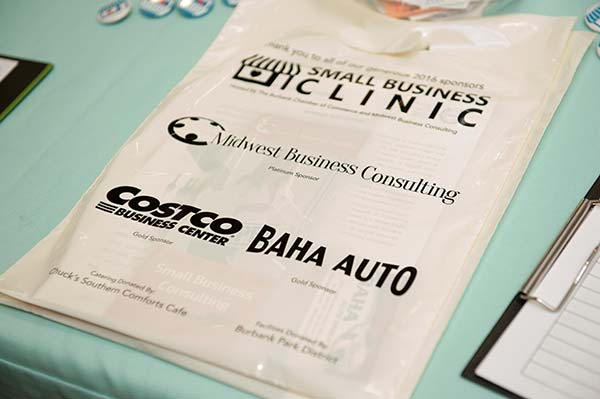 Thank you to all of our generous 2016 sponsors
SMALL BUSINESS
CLINIC
Hosted By The Burbank Chamber of Commerce and Midwest Business Consulting
Midwest Business Consulting
Platinum Sponsor
COSTCO
BUSINESS CENTER
Gold Sponsor
BAHA AUTO
Gold Sponsor
Small Business
Consulting
Catering Donated By
Chuck's Southern Comforts Cafe
Facilities Donated By
Burbank Park District